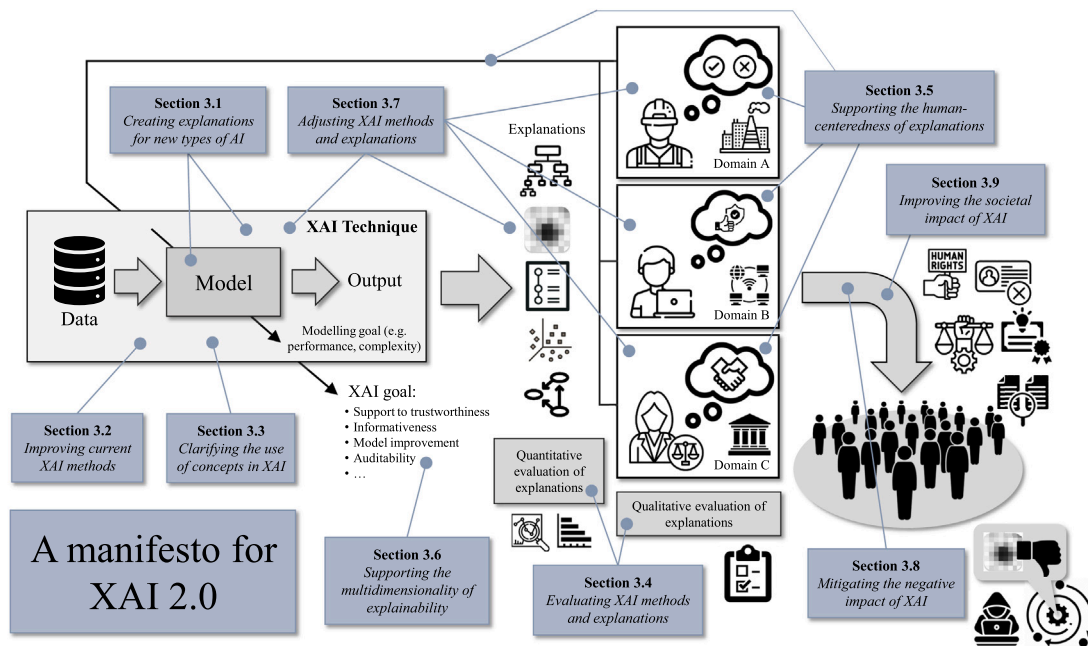 Section 3.1
Creating explanations
for new types of AI
Section 3.7
Adjusting XAI methods
and explanations
Explanations
Domain A
Section 3.5
Supporting the human-
centeredness of explanations
Section 3.9
Improving the societal
impact of XAI
HUMAN
RIGHTS
XAI Technique
Data
Model
Output
Modelling goal (e.g.
performance, complexity)
Domain B
Domain C
XAI goal:
• Support to trustworthiness
• Informativeness
• Model improvement
• Auditability
• …
Section 3.2
Improving current
XAI methods
Section 3.3
Clarifying the use
of concepts in XAI
Quantitative
evaluation of
explanations
Qualitative evaluation of
explanations
A manifesto for
XAI 2.0
Section 3.6
Supporting the
multidimensionality of
explainability
Section 3.4
Evaluating XAI methods
and explanations
Section 3.8
Mitigating the negative
impact of XAI